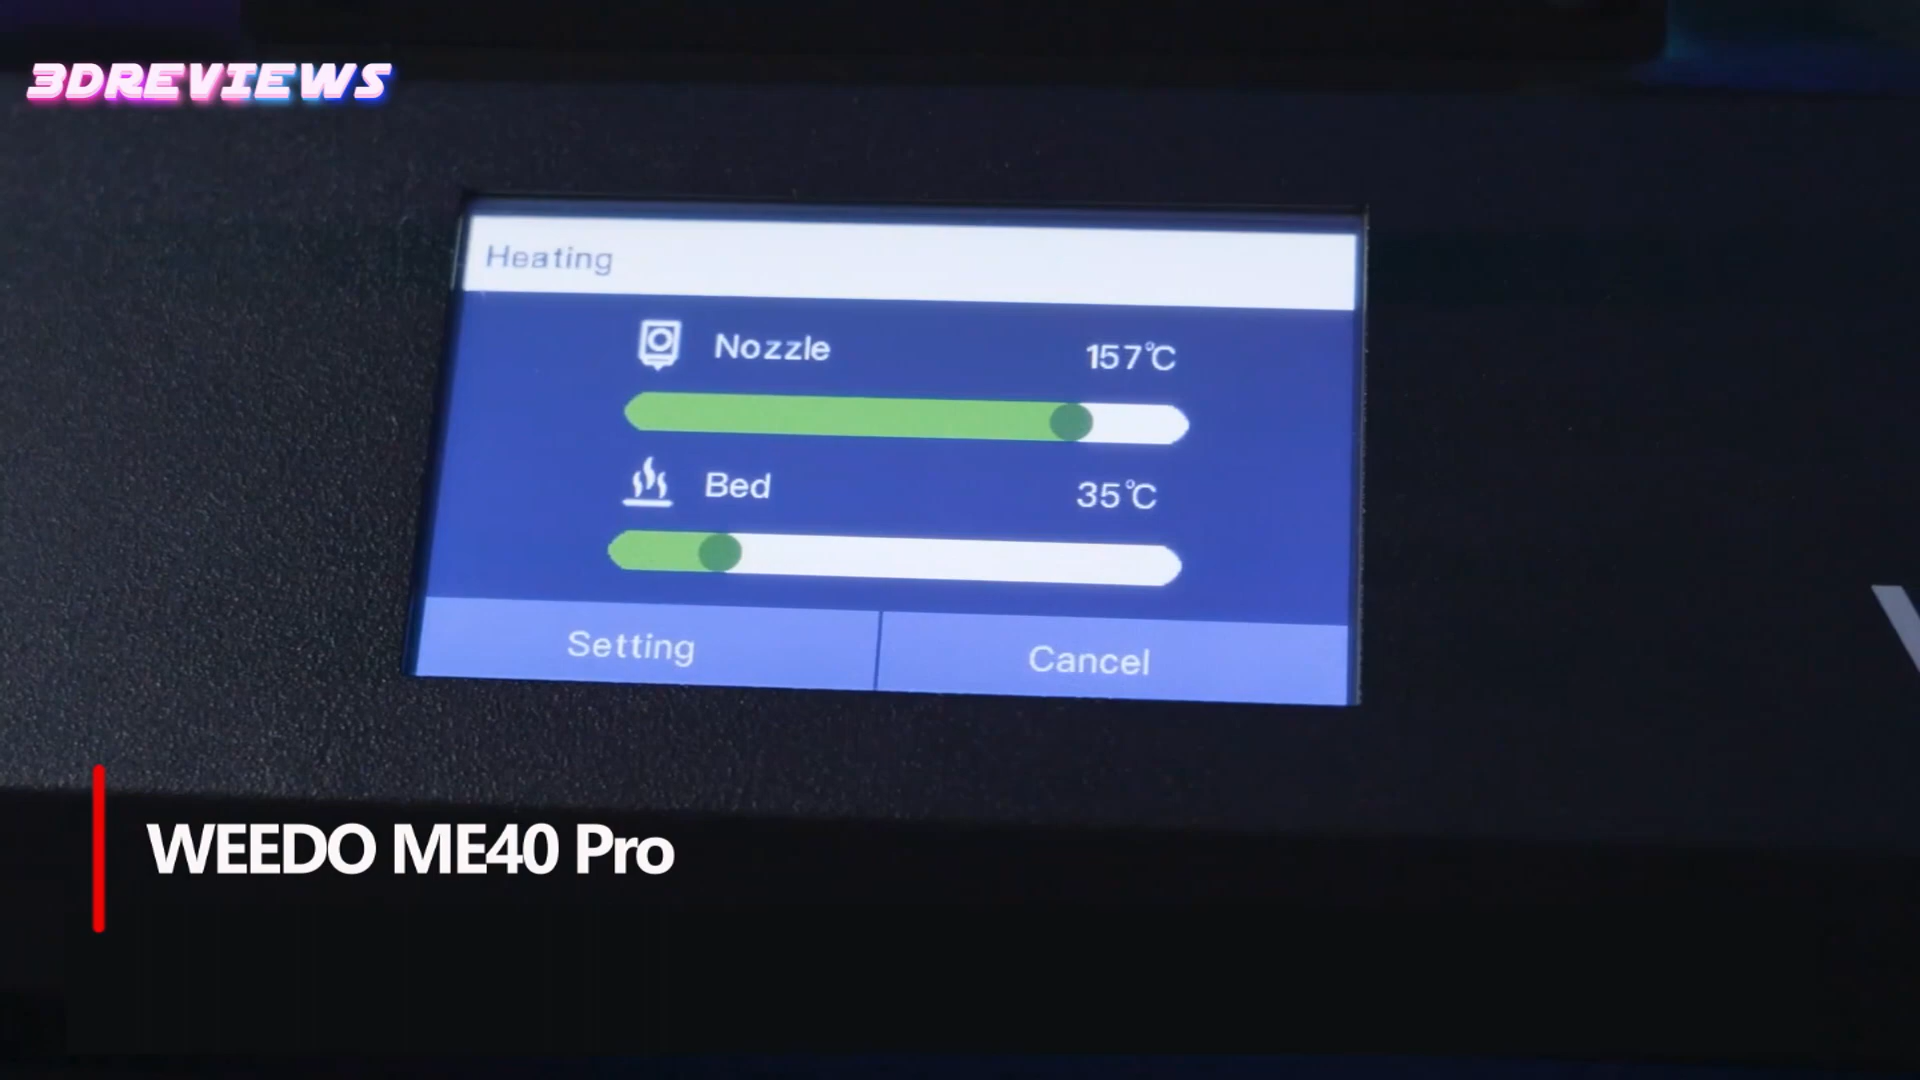 3DREVIEWS
Heating
Nozzle 157℃
Bed 35℃
Setting Cancel
WEEDO ME40 Pro